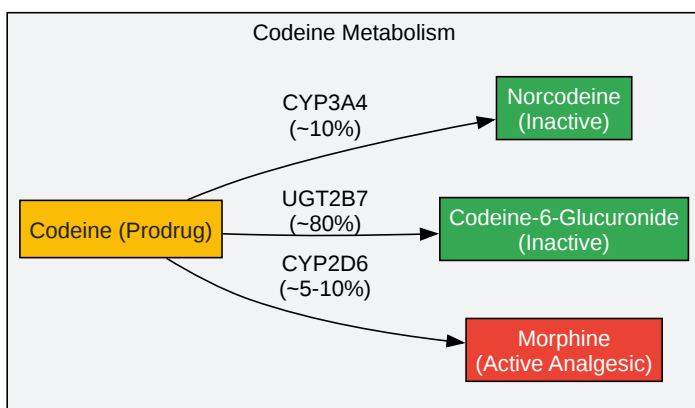 Codeine Metabolism
CYP3A4
(~10%)
Norcodeine
(Inactive)
Codeine (Prodrug)
UGT2B7
(~80%)
Codeine-6-Glucuronide
(Inactive)
CYP2D6
(~5-10%)
Morphine
(Active Analgesic)